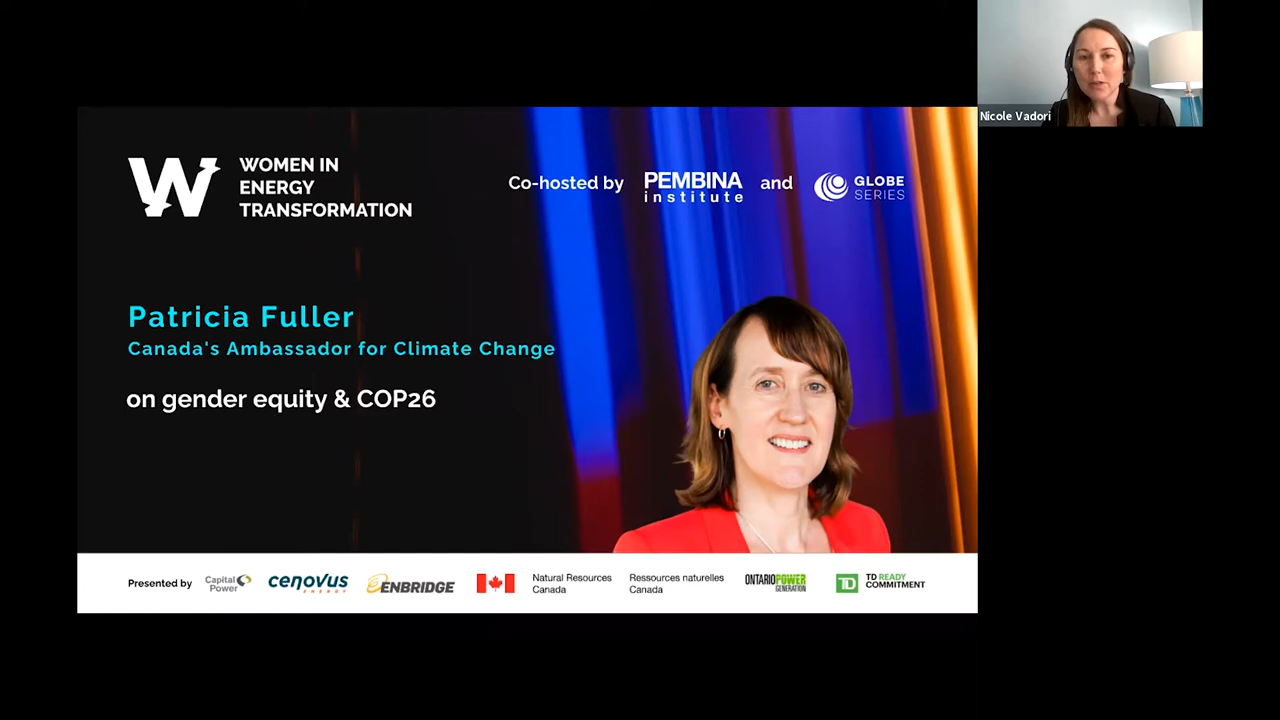 Nicole Vadori
W
WOMEN IN
ENERGY
TRANSFORMATION
Co-hosted by PEMBINA institute and GLOBE SERIES
Patricia Fuller
Canada's Ambassador for Climate Change
on gender equity & COP26
Presented by
Capital
Power
cenovus
ENERGY
ENBRIDGE
Natural Resources
Canada
Ressources naturelles
Canada
ONTARIOPOWER
GENERATION
TD
TD READY
COMMITMENT